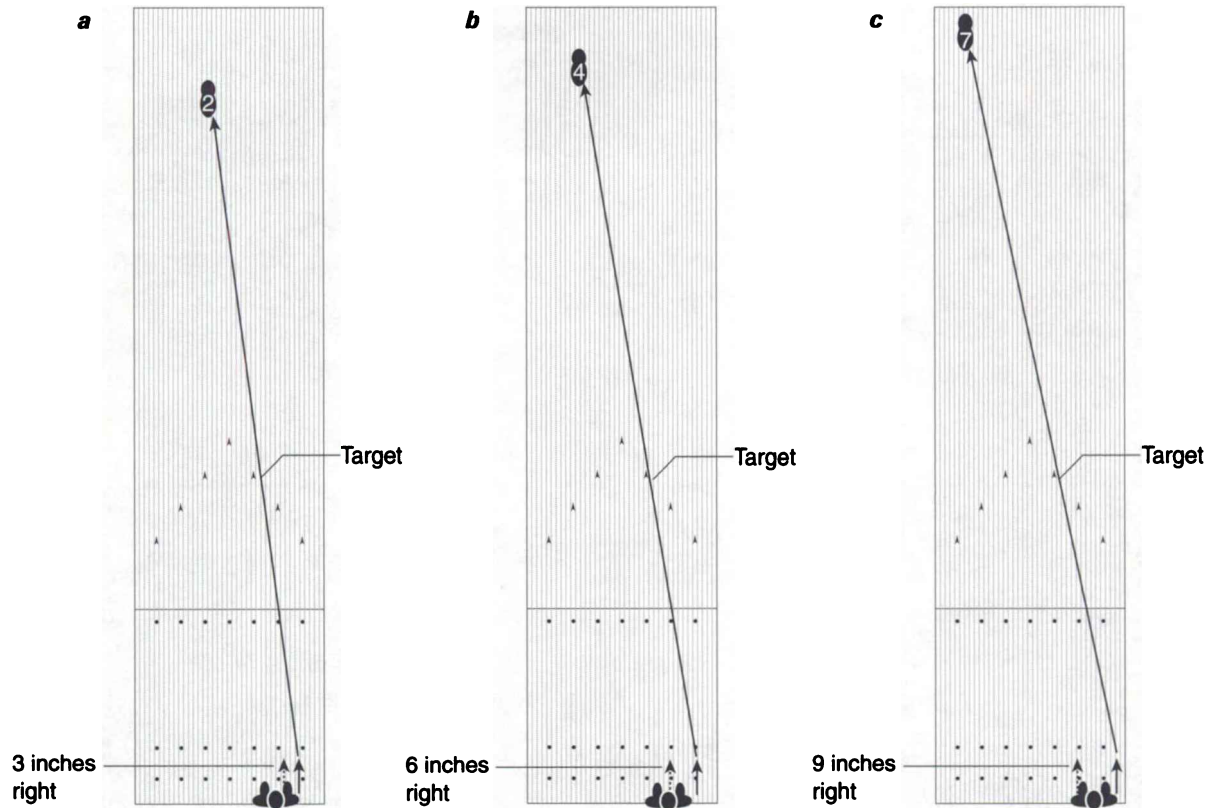 a
2
Target
3 inches
right
b
4
Target
6 inches
right
c
7
Target
9 inches
right